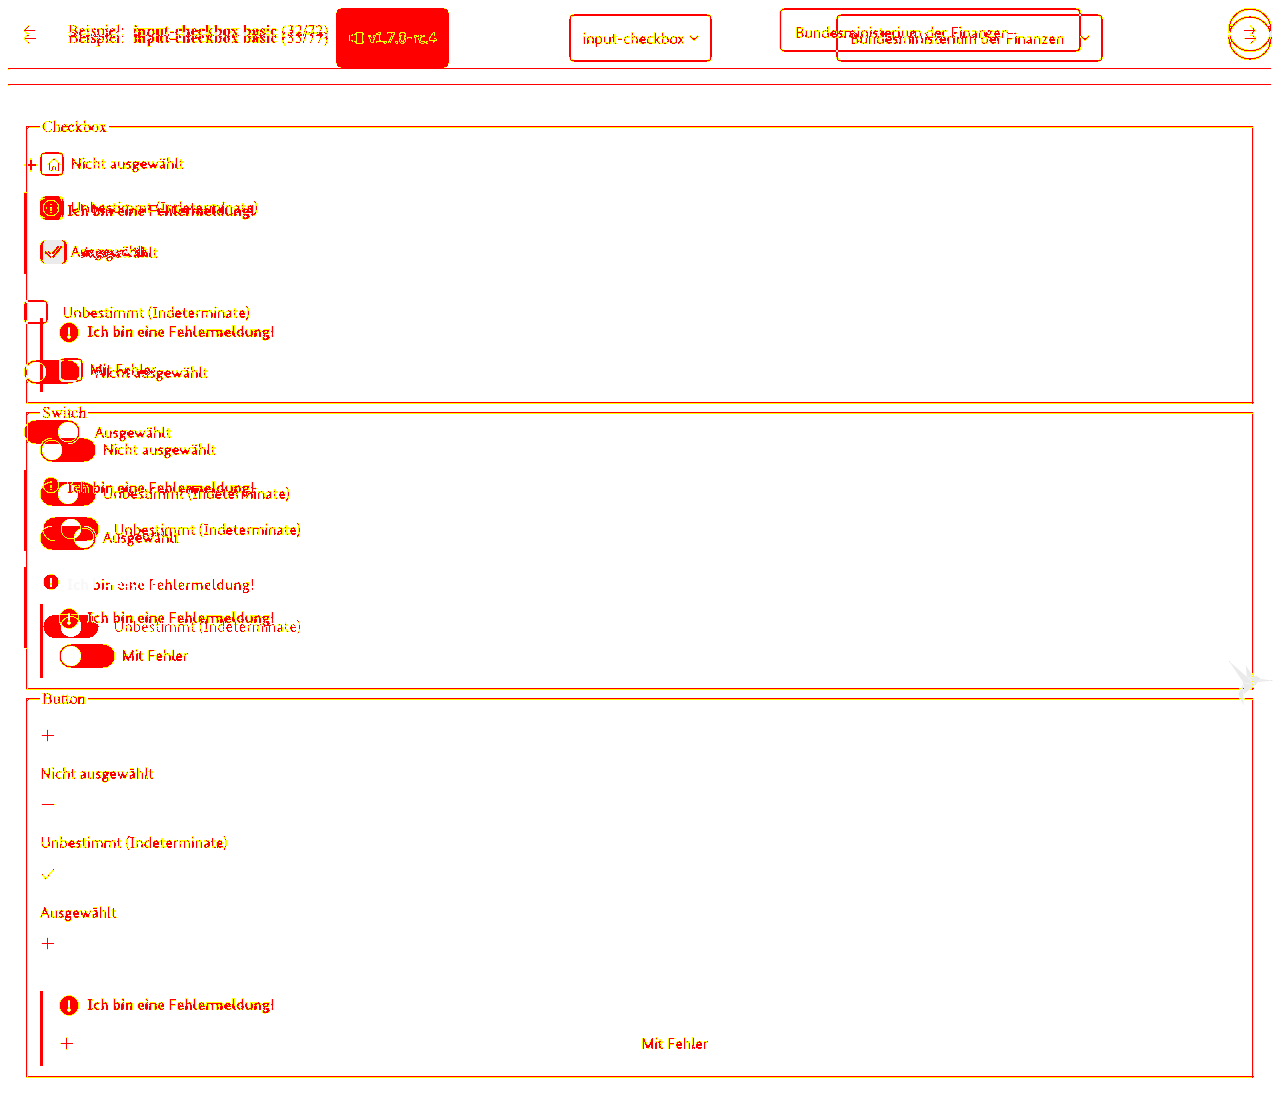 Beispiel: input-checkbox basic
v1.7.0-rc.4
input-checkbox
Bundesministerium der Finanzen
Bundesministerium der Finanzen
Checkbox
Nicht ausgewählt
Unbestimmt (Indeterminate)
Ich bin eine Fehlermeldung!
Ausgewählt
Unbestimmt (Indeterminate)
Ich bin eine Fehlermeldung!
Mit Fehler
Nicht ausgewählt
Switch
Ausgewählt
Nicht ausgewählt
Ich bin eine Fehlermeldung!
Unbestimmt (Indeterminate)
Unbestimmt (Indeterminate)
Ausgewählt
Ich bin eine Fehlermeldung!
Ich bin eine Fehlermeldung!
Unbestimmt (Indeterminate)
Mit Fehler
Button
Nicht ausgewählt
Unbestimmt (Indeterminate)
Ausgewählt
Ich bin eine Fehlermeldung!
Mit Fehler